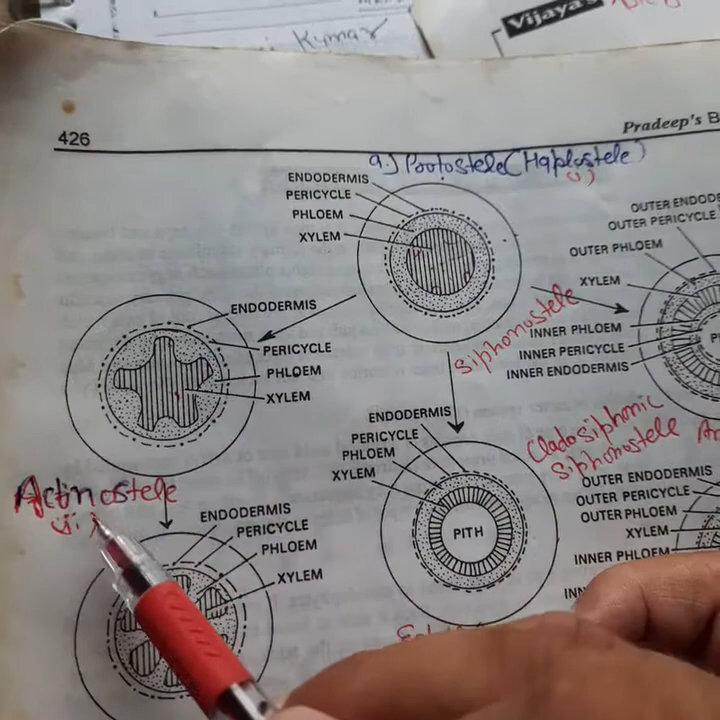 Kumar
Vijaya's
426
Pradeep's B
a.) Protostele (Haplostele)
(i)
ENDODERMIS
PERICYCLE
PHLOEM
XYLEM
OUTER ENDODE
OUTER PERICYCLE
OUTER PHLOEM
XYLEM
INNER PHLOEM
INNER PERICYCLE
INNER ENDODERMIS
ENDODERMIS
PERICYCLE
PHLOEM
XYLEM
Siphonostele
ENDODERMIS
PERICYCLE
PHLOEM
XYLEM
PITH
Cladosiphonic
Siphonostele
Actinostele
(ii)
ENDODERMIS
PERICYCLE
PHLOEM
XYLEM
OUTER ENDODERMIS
OUTER PERICYCLE
OUTER PHLOEM
XYLEM
INNER PHLOEM